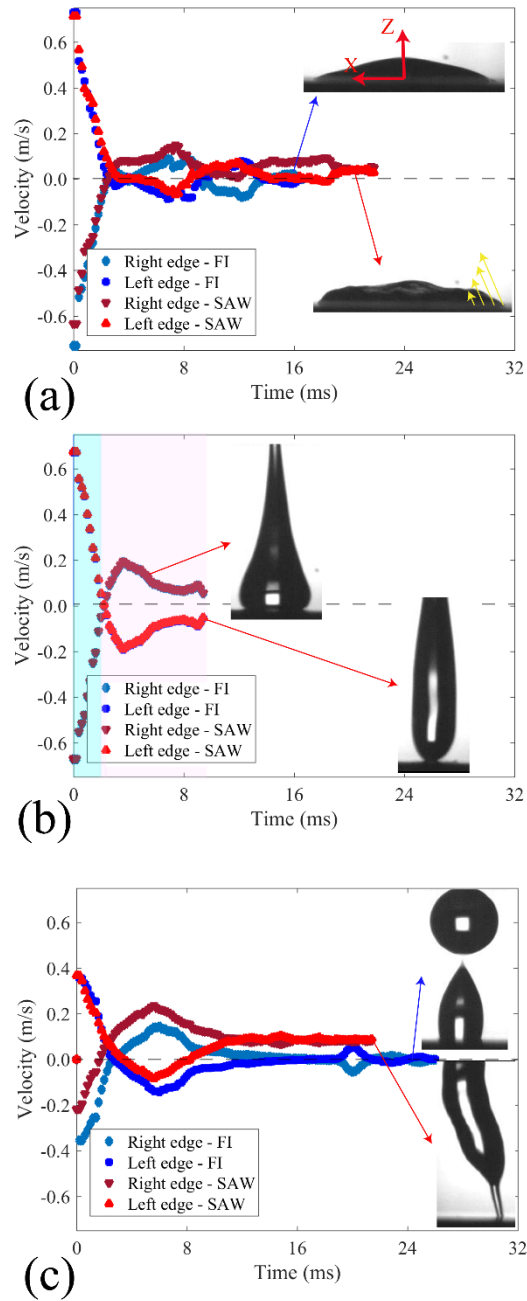 0.6
0.4
0.2
0.0
-0.2
-0.4
-0.6
Velocity (m/s)
Z
X
Right edge - FI
Left edge - FI
Right edge - SAW
Left edge - SAW
0 8 16 24 32
Time (ms)
(a)
0.6
0.4
0.2
0.0
-0.2
-0.4
-0.6
Velocity (m/s)
Right edge - FI
Left edge - FI
Right edge - SAW
Left edge - SAW
0 8 16 24 32
Time (ms)
(b)
0.6
0.4
0.2
0.0
-0.2
-0.4
-0.6
Velocity (m/s)
Right edge - FI
Left edge - FI
Right edge - SAW
Left edge - SAW
0 8 16 24 32
Time (ms)
(c)